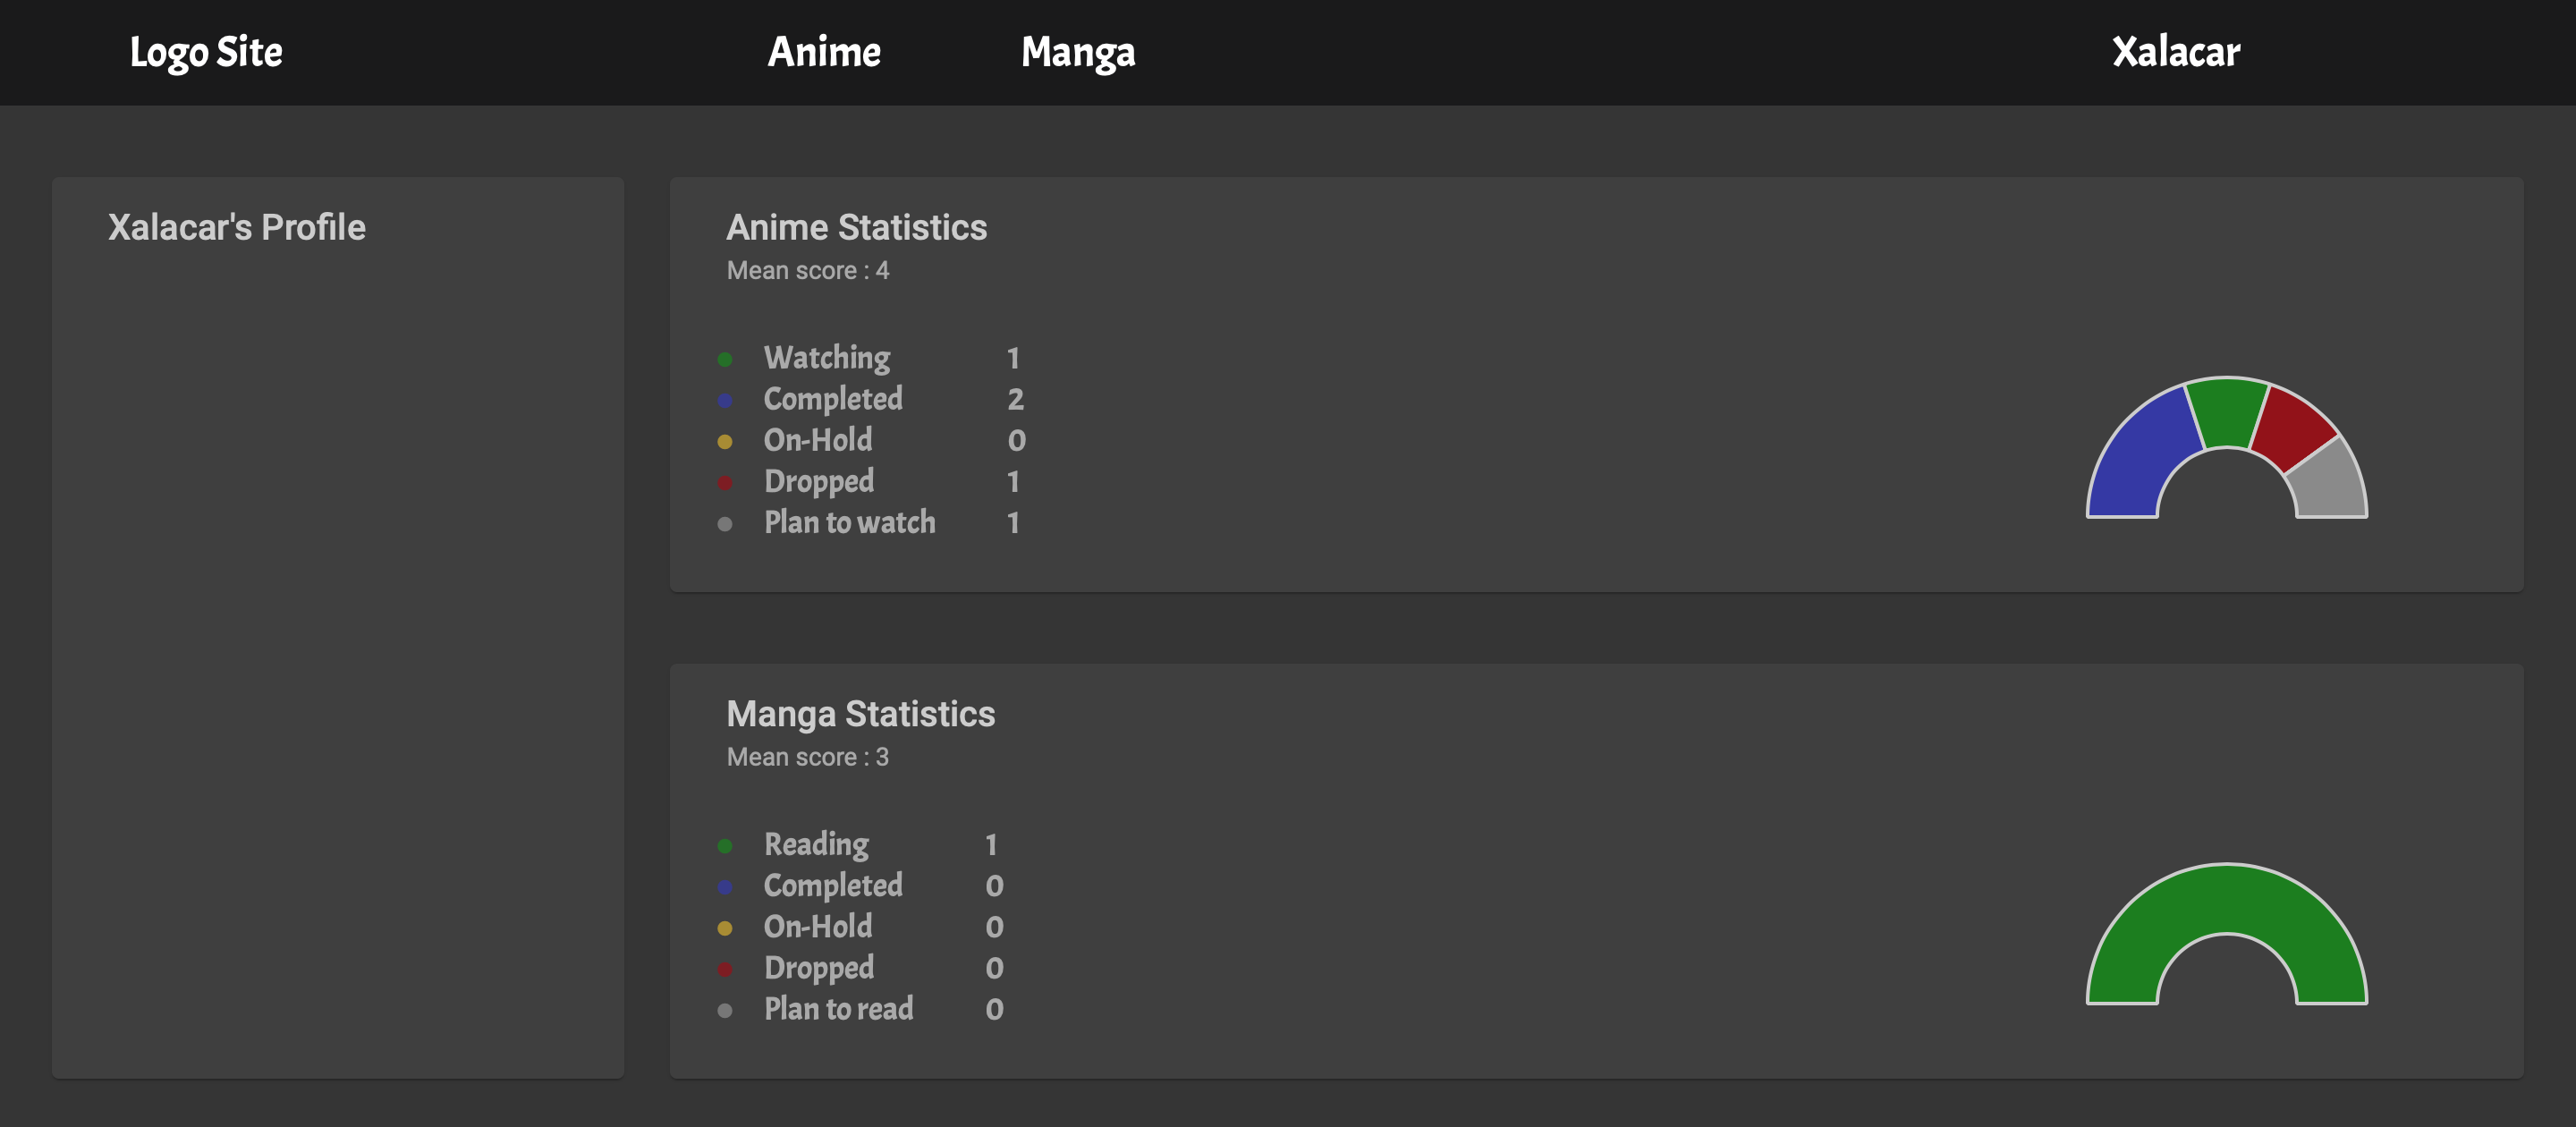 Logo Site
Anime
Manga
Xalacar
Xalacar's Profile
Anime Statistics
Mean score : 4
Watching 1
Completed 2
On-Hold 0
Dropped 1
Plan to watch 1
Manga Statistics
Mean score : 3
Reading 1
Completed 0
On-Hold 0
Dropped 0
Plan to read 0